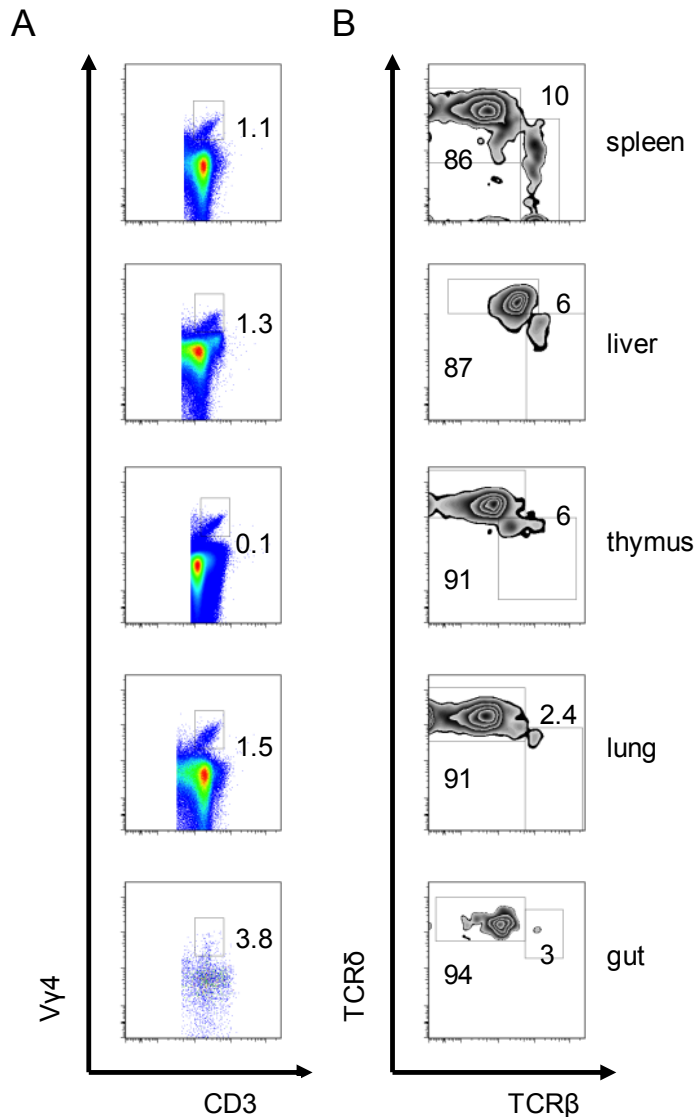 A B
1.1 10 86 spleen
1.3 6 87 liver
0.1 6 91 thymus
1.5 2.4 91 lung
3.8 3 94 gut
Vγ4 TCRδ
CD3 TCRβ